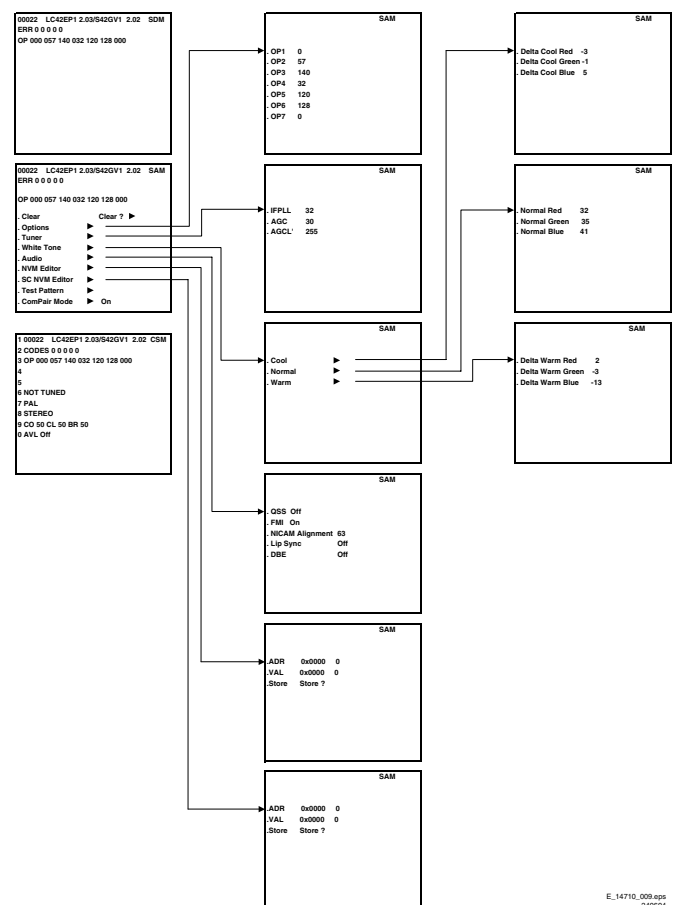 00022 LC42EP1 2.03/S42GV1 2.02 SDM
ERR 0 0 0 0 0
OP 000 057 140 032 120 128 000
00022 LC42EP1 2.03/S42GV1 2.02 SAM
ERR 0 0 0 0 0
OP 000 057 140 032 120 128 000
. Clear Clear ? ▶
. Options ▶
. Tuner ▶
. White Tone ▶
. Audio ▶
. NVM Editor ▶
. SC NVM Editor ▶
. Test Pattern ▶
. ComPair Mode ▶ On
1 00022 LC42EP1 2.03/S42GV1 2.02 CSM
2 CODES 0 0 0 0 0
3 OP 000 057 140 032 120 128 000
4
5
6 NOT TUNED
7 PAL
8 STEREO
9 CO 50 CL 50 BR 50
0 AVL Off
SAM
. OP1 0
. OP2 57
. OP3 140
. OP4 32
. OP5 120
. OP6 128
. OP7 0
SAM
. IFPLL 32
. AGC 30
. AGCL' 255
SAM
. Cool ▶
. Normal ▶
. Warm ▶
SAM
. QSS Off
. FMI On
. NICAM Alignment 63
. Lip Sync Off
. DBE Off
SAM
.ADR 0x0000 0
.VAL 0x0000 0
.Store Store ?
SAM
.ADR 0x0000 0
.VAL 0x0000 0
.Store Store ?
SAM
. Delta Cool Red -3
. Delta Cool Green -1
. Delta Cool Blue 5
SAM
. Normal Red 32
. Normal Green 35
. Normal Blue 41
SAM
. Delta Warm Red 2
. Delta Warm Green -3
. Delta Warm Blue -13
E_14710_009.eps